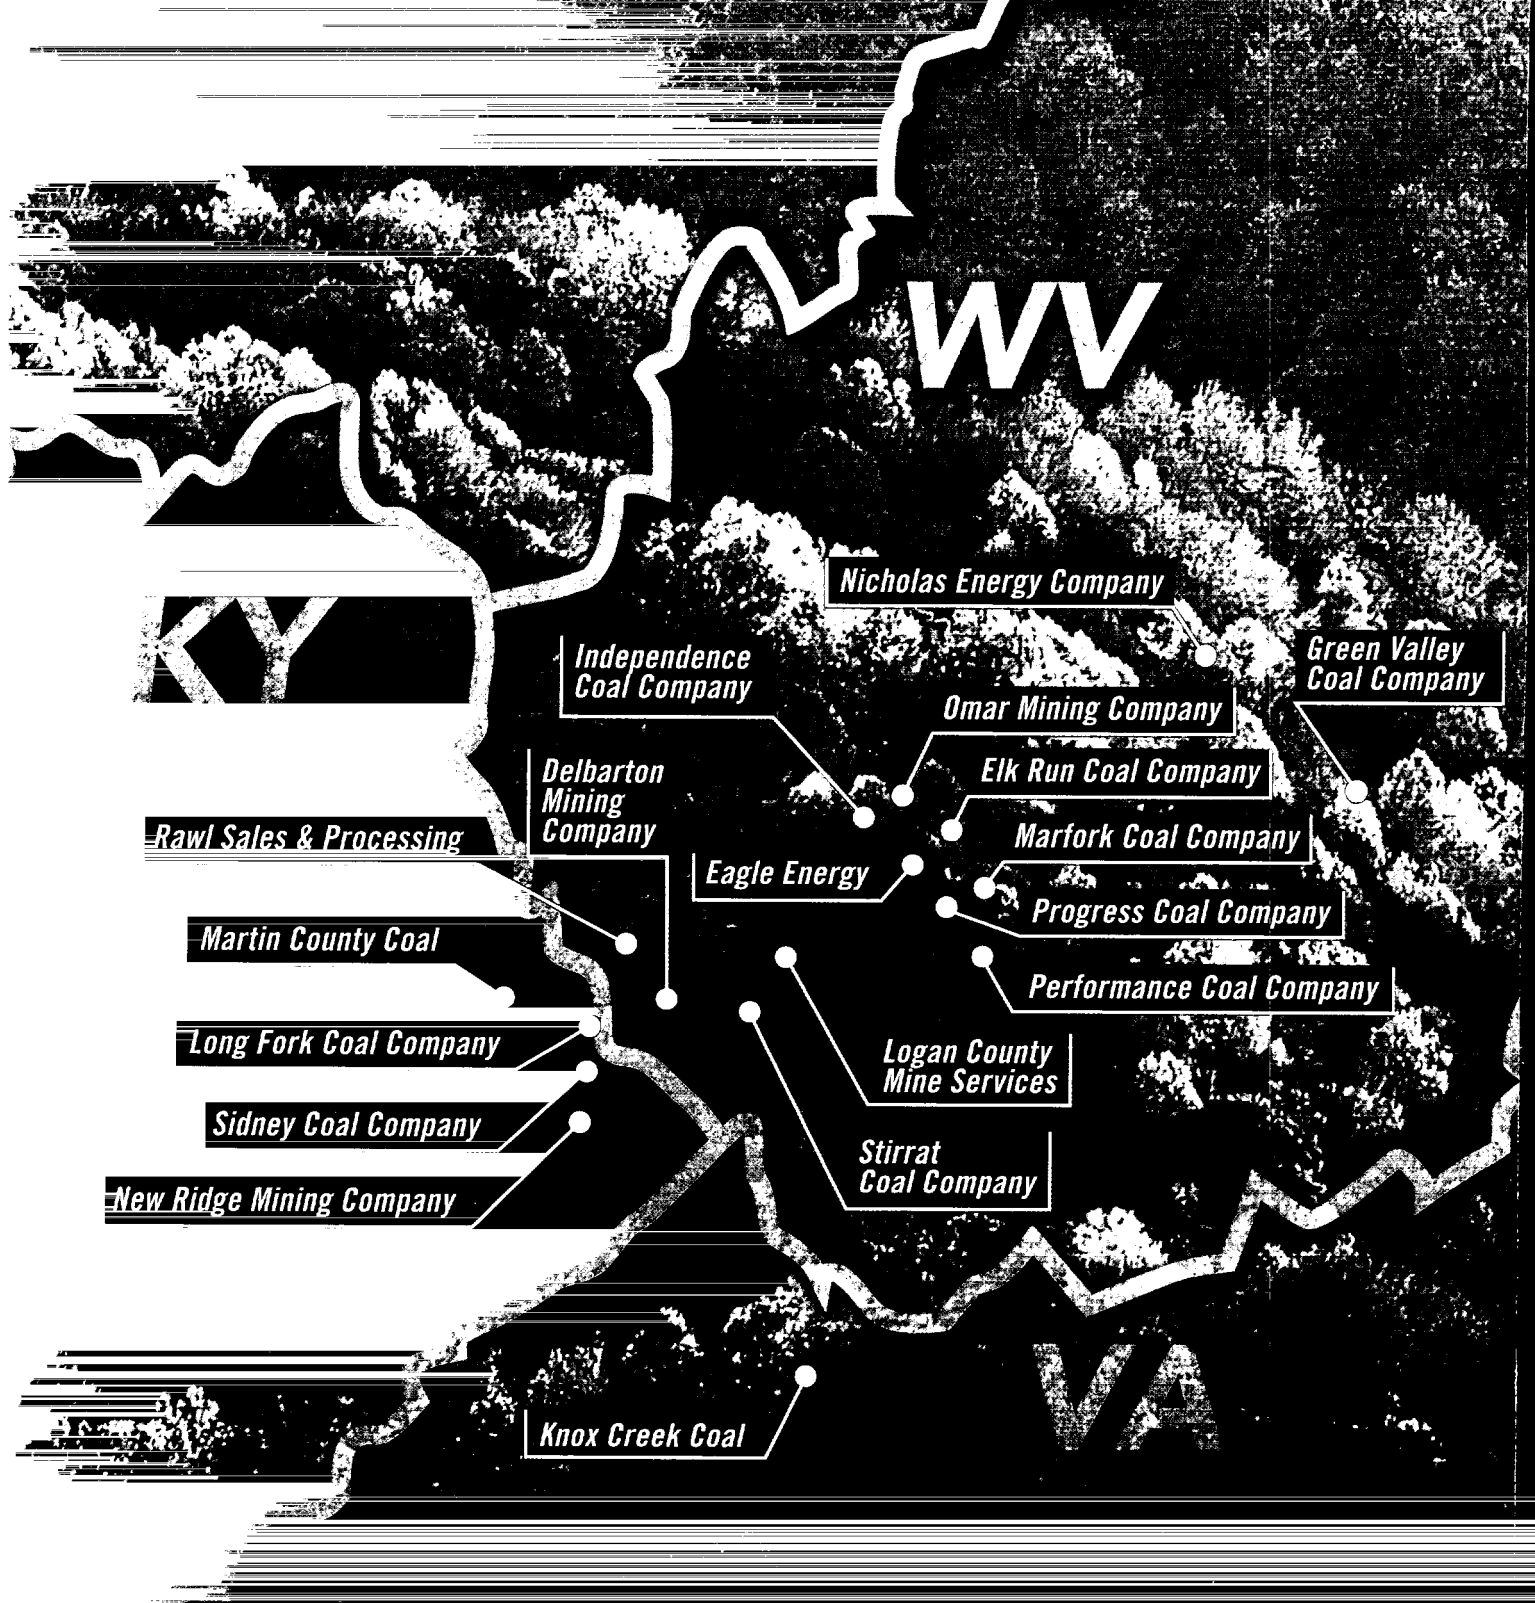 WV
KY
Nicholas Energy Company
Independence
Coal Company
Green Valley
Coal Company
Omar Mining Company
Delbarton
Mining
Company
Elk Run Coal Company
Rawl Sales & Processing
Marfork Coal Company
Eagle Energy
Progress Coal Company
Martin County Coal
Performance Coal Company
Long Fork Coal Company
Logan County
Mine Services
Sidney Coal Company
Stirrat
Coal Company
New Ridge Mining Company
VA
Knox Creek Coal